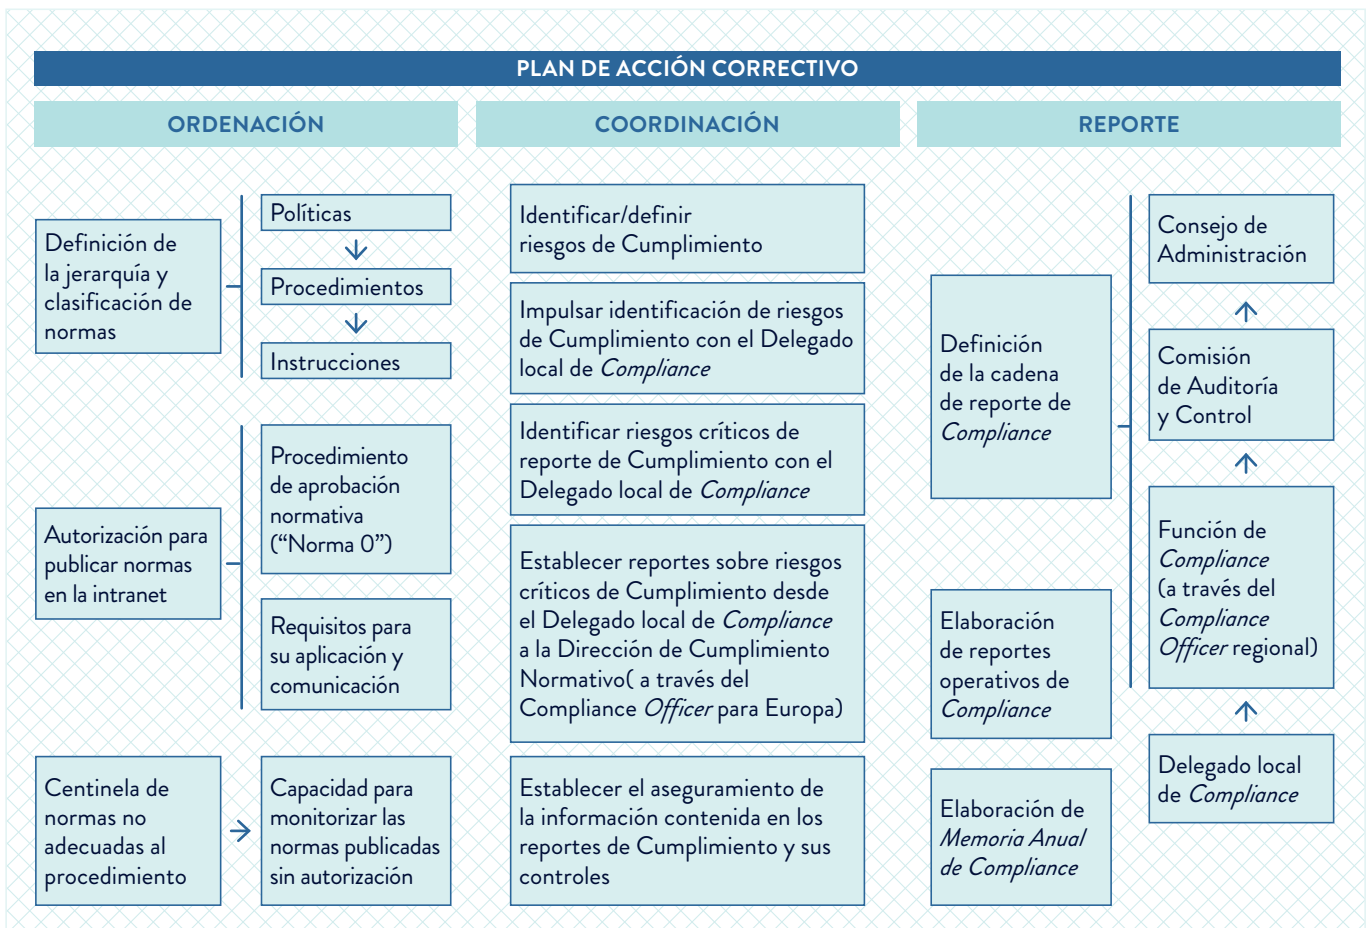 PLAN DE ACCIÓN CORRECTIVO
ORDENACIÓN
Definición de
la jerarquía y
clasificación de
normas
Políticas
Procedimientos
Instrucciones
Autorización para
publicar normas
en la intranet
Procedimiento
de aprobación
normativa
(“Norma 0”)
Requisitos para
su aplicación y
comunicación
Centinela de
normas no
adecuadas al
procedimiento
Capacidad para
monitorizar las
normas publicadas
sin autorización
COORDINACIÓN
Identificar/definir
riesgos de Cumplimiento
Impulsar identificación de riesgos
de Cumplimiento con el Delegado
local de Compliance
Identificar riesgos críticos de
reporte de Cumplimiento con el
Delegado local de Compliance
Establecer reportes sobre riesgos
críticos de Cumplimiento desde
el Delegado local de Compliance
a la Dirección de Cumplimiento
Normativo( a través del
Compliance Officer para Europa)
Establecer el aseguramiento de
la información contenida en los
reportes de Cumplimiento y sus
controles
REPORTE
Definición
de la cadena
de reporte de
Compliance
Consejo de
Administración
Comisión
de Auditoría
y Control
Función de
Compliance
(a través del
Compliance
Officer regional)
Delegado local
de Compliance
Elaboración
de reportes
operativos de
Compliance
Elaboración de
Memoria Anual
de Compliance